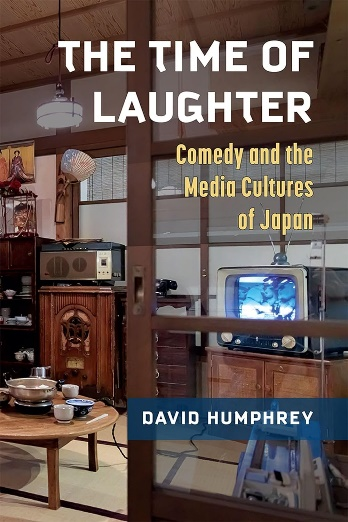 THE TIME OF
LAUGHTER
Comedy and the
Media Cultures
of Japan
DAVID HUMPHREY